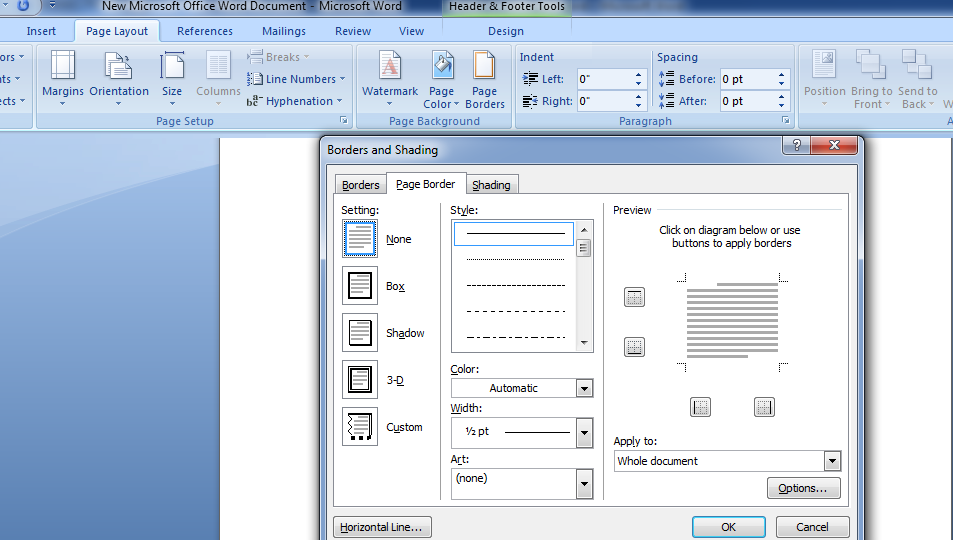 New Microsoft Office Word Document - Microsoft Word
Header & Footer Tools
Insert Page Layout References Mailings Review View Design
Margins Orientation Size Columns
Breaks
Line Numbers
Hyphenation
Page Setup
Watermark Page Color Page Borders
Page Background
Indent
Left: 0"
Right: 0"
Spacing
Before: 0 pt
After: 0 pt
Paragraph
Position Bring to Front Send to Back
Borders and Shading
Borders Page Border Shading
Setting:
None
Box
Shadow
3-D
Custom
Style:
Color:
Automatic
Width:
½ pt
Art:
(none)
Preview
Click on diagram below or use
buttons to apply borders
Apply to:
Whole document
Options...
Horizontal Line...
OK
Cancel